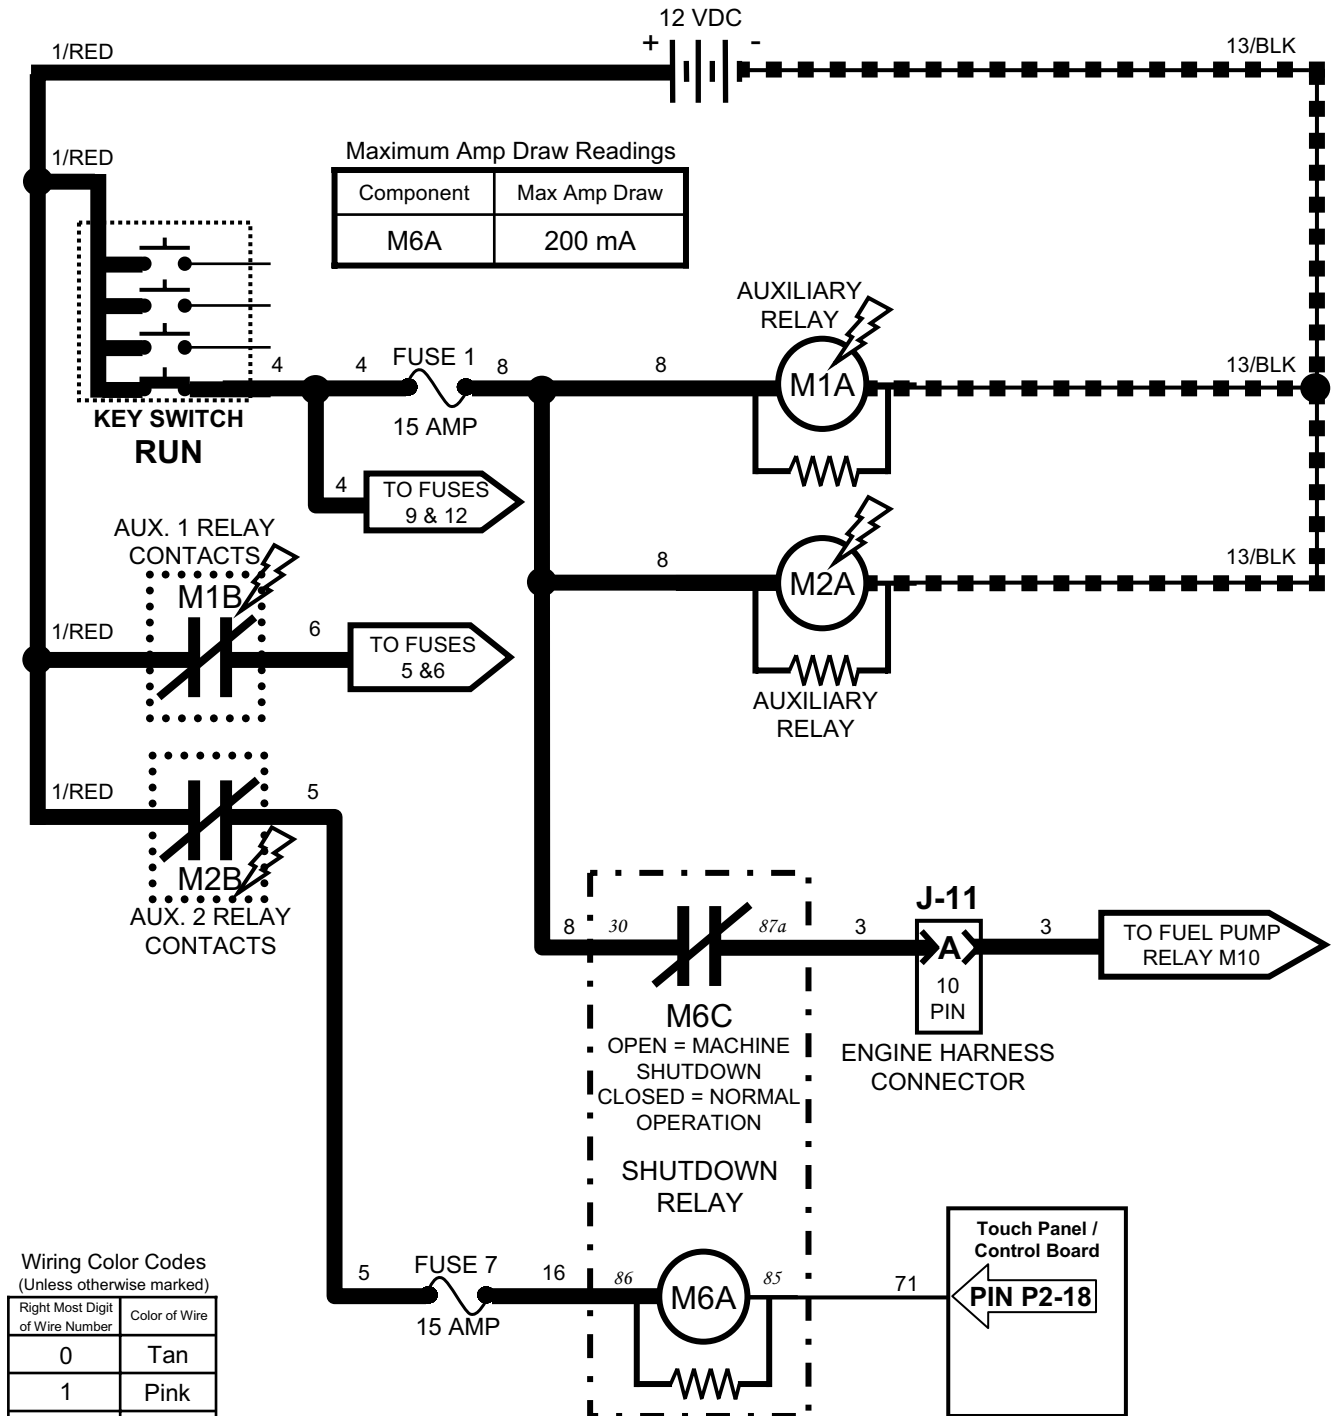 12 VDC
+ -
1/RED
13/BLK
1/RED
Maximum Amp Draw Readings
Component Max Amp Draw
M6A 200 mA
AUXILIARY
RELAY
4 4 FUSE 1 8 8 M1A 13/BLK
15 AMP
KEY SWITCH
RUN
4 TO FUSES
9 & 12
AUX. 1 RELAY
CONTACTS
M1B
8 M2A 13/BLK
1/RED 6 TO FUSES
5 &6
AUXILIARY
RELAY
1/RED 5
M2B
AUX. 2 RELAY
CONTACTS
J-11
8 30 87a 3 A 3 TO FUEL PUMP
RELAY M10
10
PIN
M6C
OPEN = MACHINE
SHUTDOWN
CLOSED = NORMAL
OPERATION
ENGINE HARNESS
CONNECTOR
SHUTDOWN
RELAY
Touch Panel /
Control Board
5 FUSE 7 16 86 M6A 85 71 PIN P2-18
15 AMP
Wiring Color Codes
(Unless otherwise marked)
Right Most Digit
of Wire Number
Color of Wire
0 Tan
1 Pink